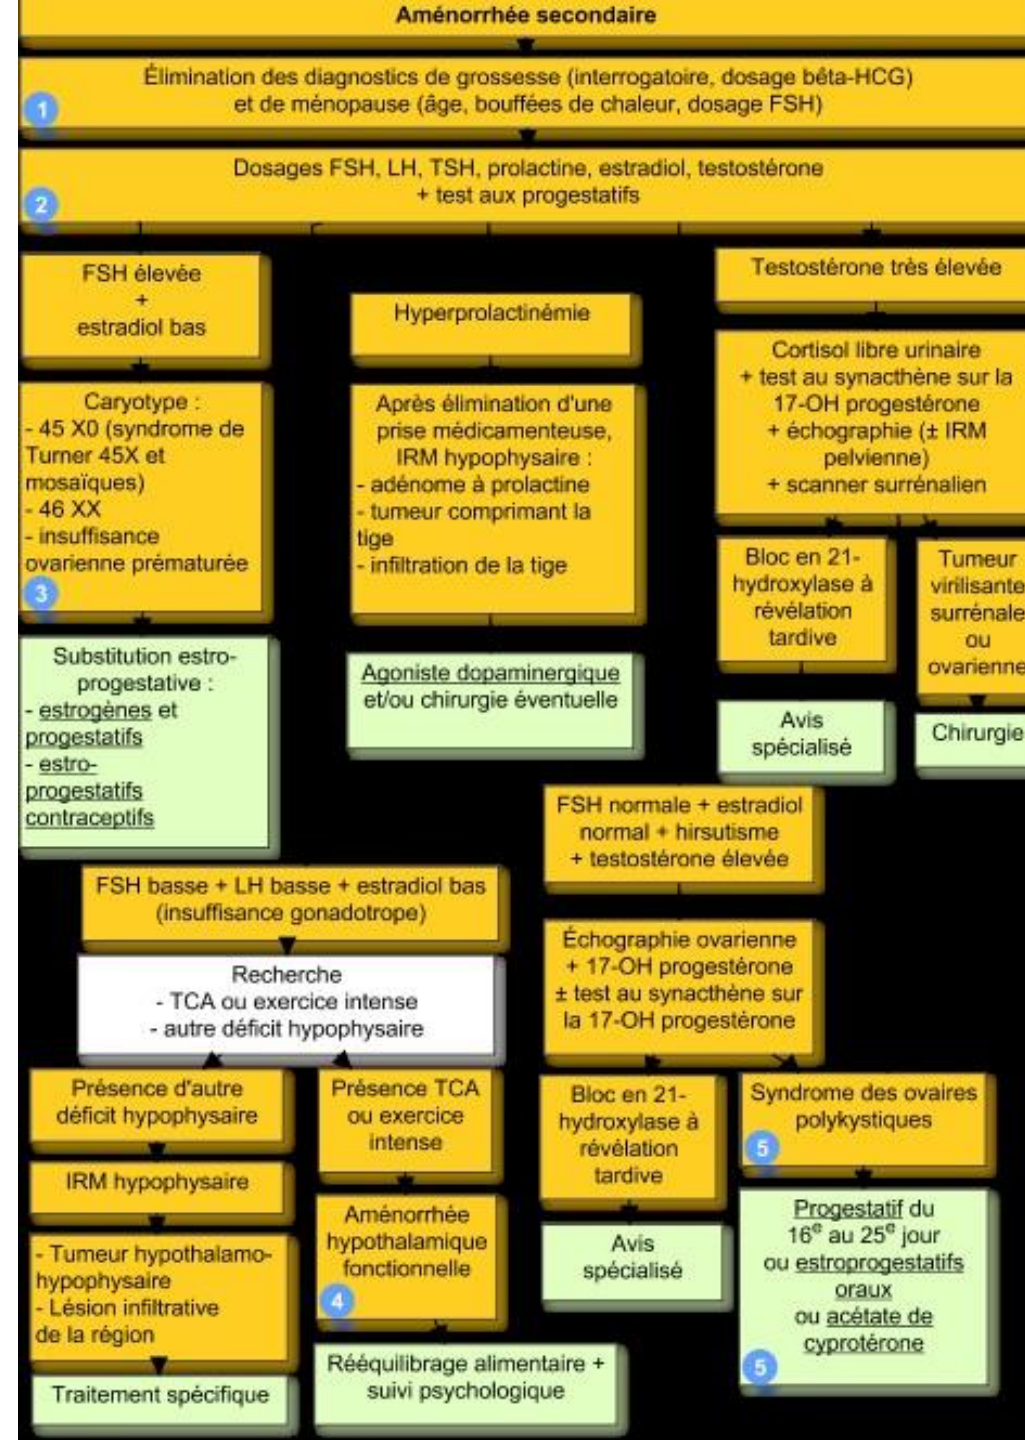 Aménorrhée secondaire
Élimination des diagnostics de grossesse (interrogatoire, dosage bêta-HCG)
et de ménopause (âge, bouffées de chaleur, dosage FSH)
1
Dosages FSH, LH, TSH, prolactine, estradiol, testostérone
+ test aux progestatifs
2
FSH élevée
+
estradiol bas
Caryotype :
- 45 X0 (syndrome de
Turner 45X et
mosaïques)
- 46 XX
- insuffisance
ovarienne prématurée
3
Substitution estro-
progestative :
- estrogènes et
progestatifs
- estro-
progestatifs
contraceptifs
Hyperprolactinémie
Après élimination d'une
prise médicamenteuse,
IRM hypophysaire :
- adénome à prolactine
- tumeur comprimant la
tige
- infiltration de la tige
Agoniste dopaminergique
et/ou chirurgie éventuelle
Testostérone très élevée
Cortisol libre urinaire
+ test au synacthène sur la
17-OH progestérone
+ échographie (± IRM
pelvienne)
+ scanner surrénalien
Bloc en 21-
hydroxylase à
révélation
tardive
Avis
spécialisé
Tumeur
virilisante
surrénale
ou
ovarienne
Chirurgie
FSH basse + LH basse + estradiol bas
(insuffisance gonadotrope)
Recherche
- TCA ou exercice intense
- autre déficit hypophysaire
Présence d'autre
déficit hypophysaire
IRM hypophysaire
- Tumeur hypothalamo-
hypophysaire
- Lésion infiltrative
de la région
Traitement spécifique
Présence TCA
ou exercice
intense
Aménorrhée
hypothalamique
fonctionnelle
4
Rééquilibrage alimentaire +
suivi psychologique
FSH normale + estradiol
normal + hirsutisme
+ testostérone élevée
Échographie ovarienne
+ 17-OH progestérone
± test au synacthène sur
la 17-OH progestérone
Bloc en 21-
hydroxylase à
révélation
tardive
Avis
spécialisé
Syndrome des ovaires
polykystiques
5
Progestatif du
16e au 25e jour
ou estroprogestatifs
oraux
ou acétate de
cyprotérone
5